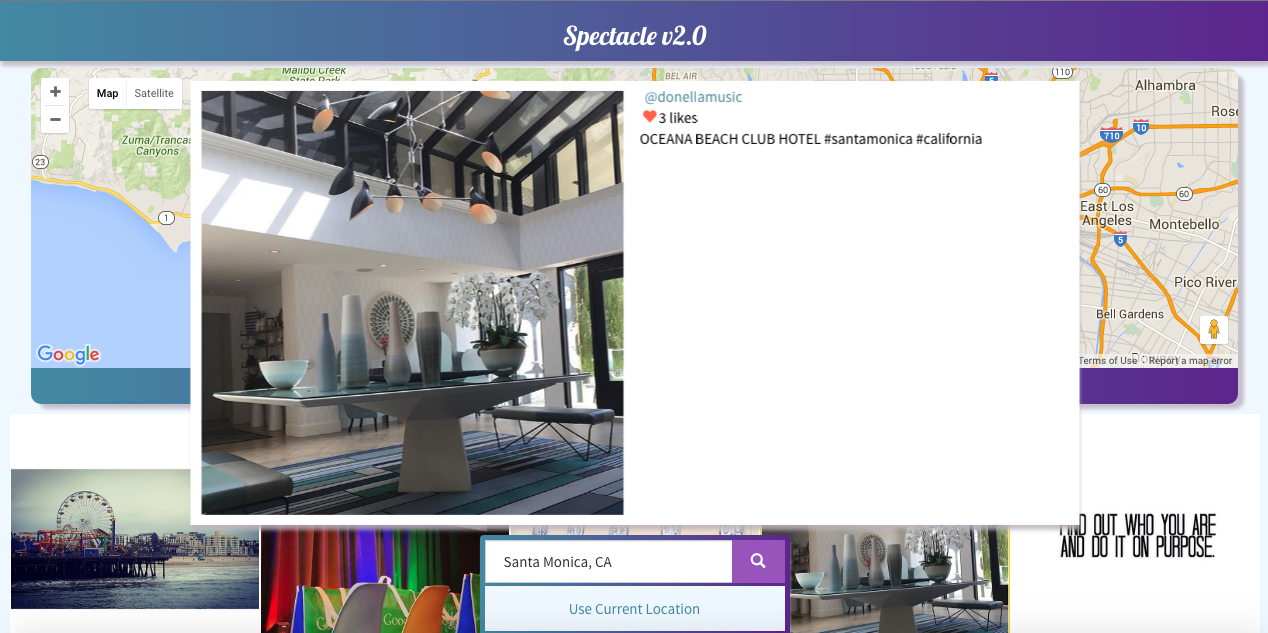 Spectacle v2.0
Malibu Creek
State Park
BEL AIR
110
5
Alhambra
+
−
Map
Satellite
@donellamusic
3 likes
OCEANA BEACH CLUB HOTEL #santamonica #california
Rose
710
10
Zuma/Trancas
Canyons
23
60
60
1
East Los
Angeles
Montebello
5
Pico River
Bell Gardens
Google
Terms of Use
Report a map error
FIND OUT WHO YOU ARE
AND DO IT ON PURPOSE.
Santa Monica, CA
Use Current Location
Goo